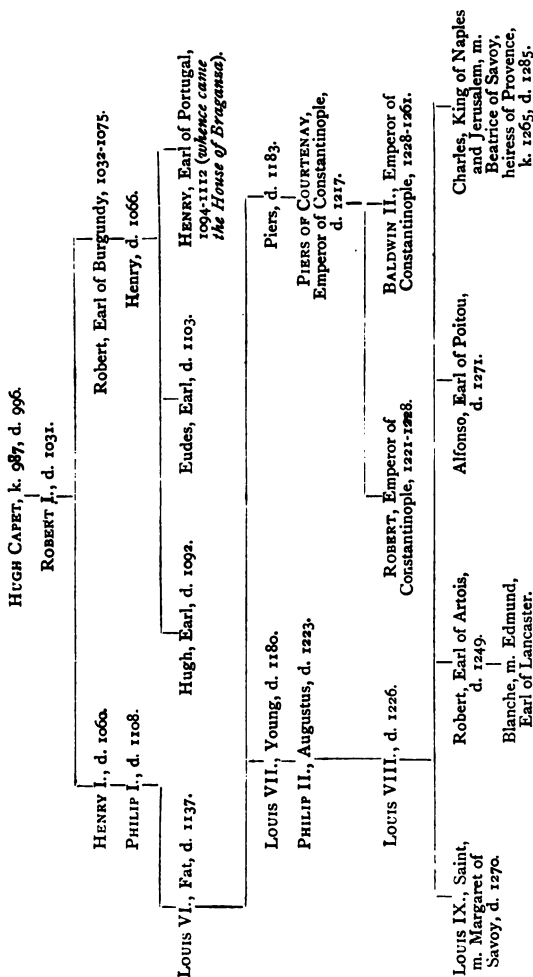 HUGH CAPET, k. 987, d. 996.
ROBERT I., d. 1031.
HENRY I., d. 1060.
PHILIP I., d. 1108.
Robert, Earl of Burgundy, 1032-1075.
Henry, d. 1066.
LOUIS VI., Fat, d. 1137.
Hugh, Earl, d. 1092.
Eudes, Earl, d. 1103.
HENRY, Earl of Portugal,
1094-1112 (whence came
the House of Braganza).
LOUIS VII., Young, d. 1180.
PHILIP II., Augustus, d. 1223.
Piers, d. 1183.
PIERS OF COURTENAY,
Emperor of Constantinople,
d. 1217.
LOUIS VIII., d. 1226.
ROBERT, Emperor of
Constantinople, 1221-1228.
BALDWIN II., Emperor of
Constantinople, 1228-1261.
LOUIS IX., Saint,
m. Margaret of
Savoy, d. 1270.
Robert, Earl of Artois,
d. 1249.
Blanche, m. Edmund,
Earl of Lancaster.
Alfonso, Earl of Poitou,
d. 1271.
Charles, King of Naples
and Jerusalem, m.
Beatrice of Savoy,
heiress of Provence,
k. 1265, d. 1285.